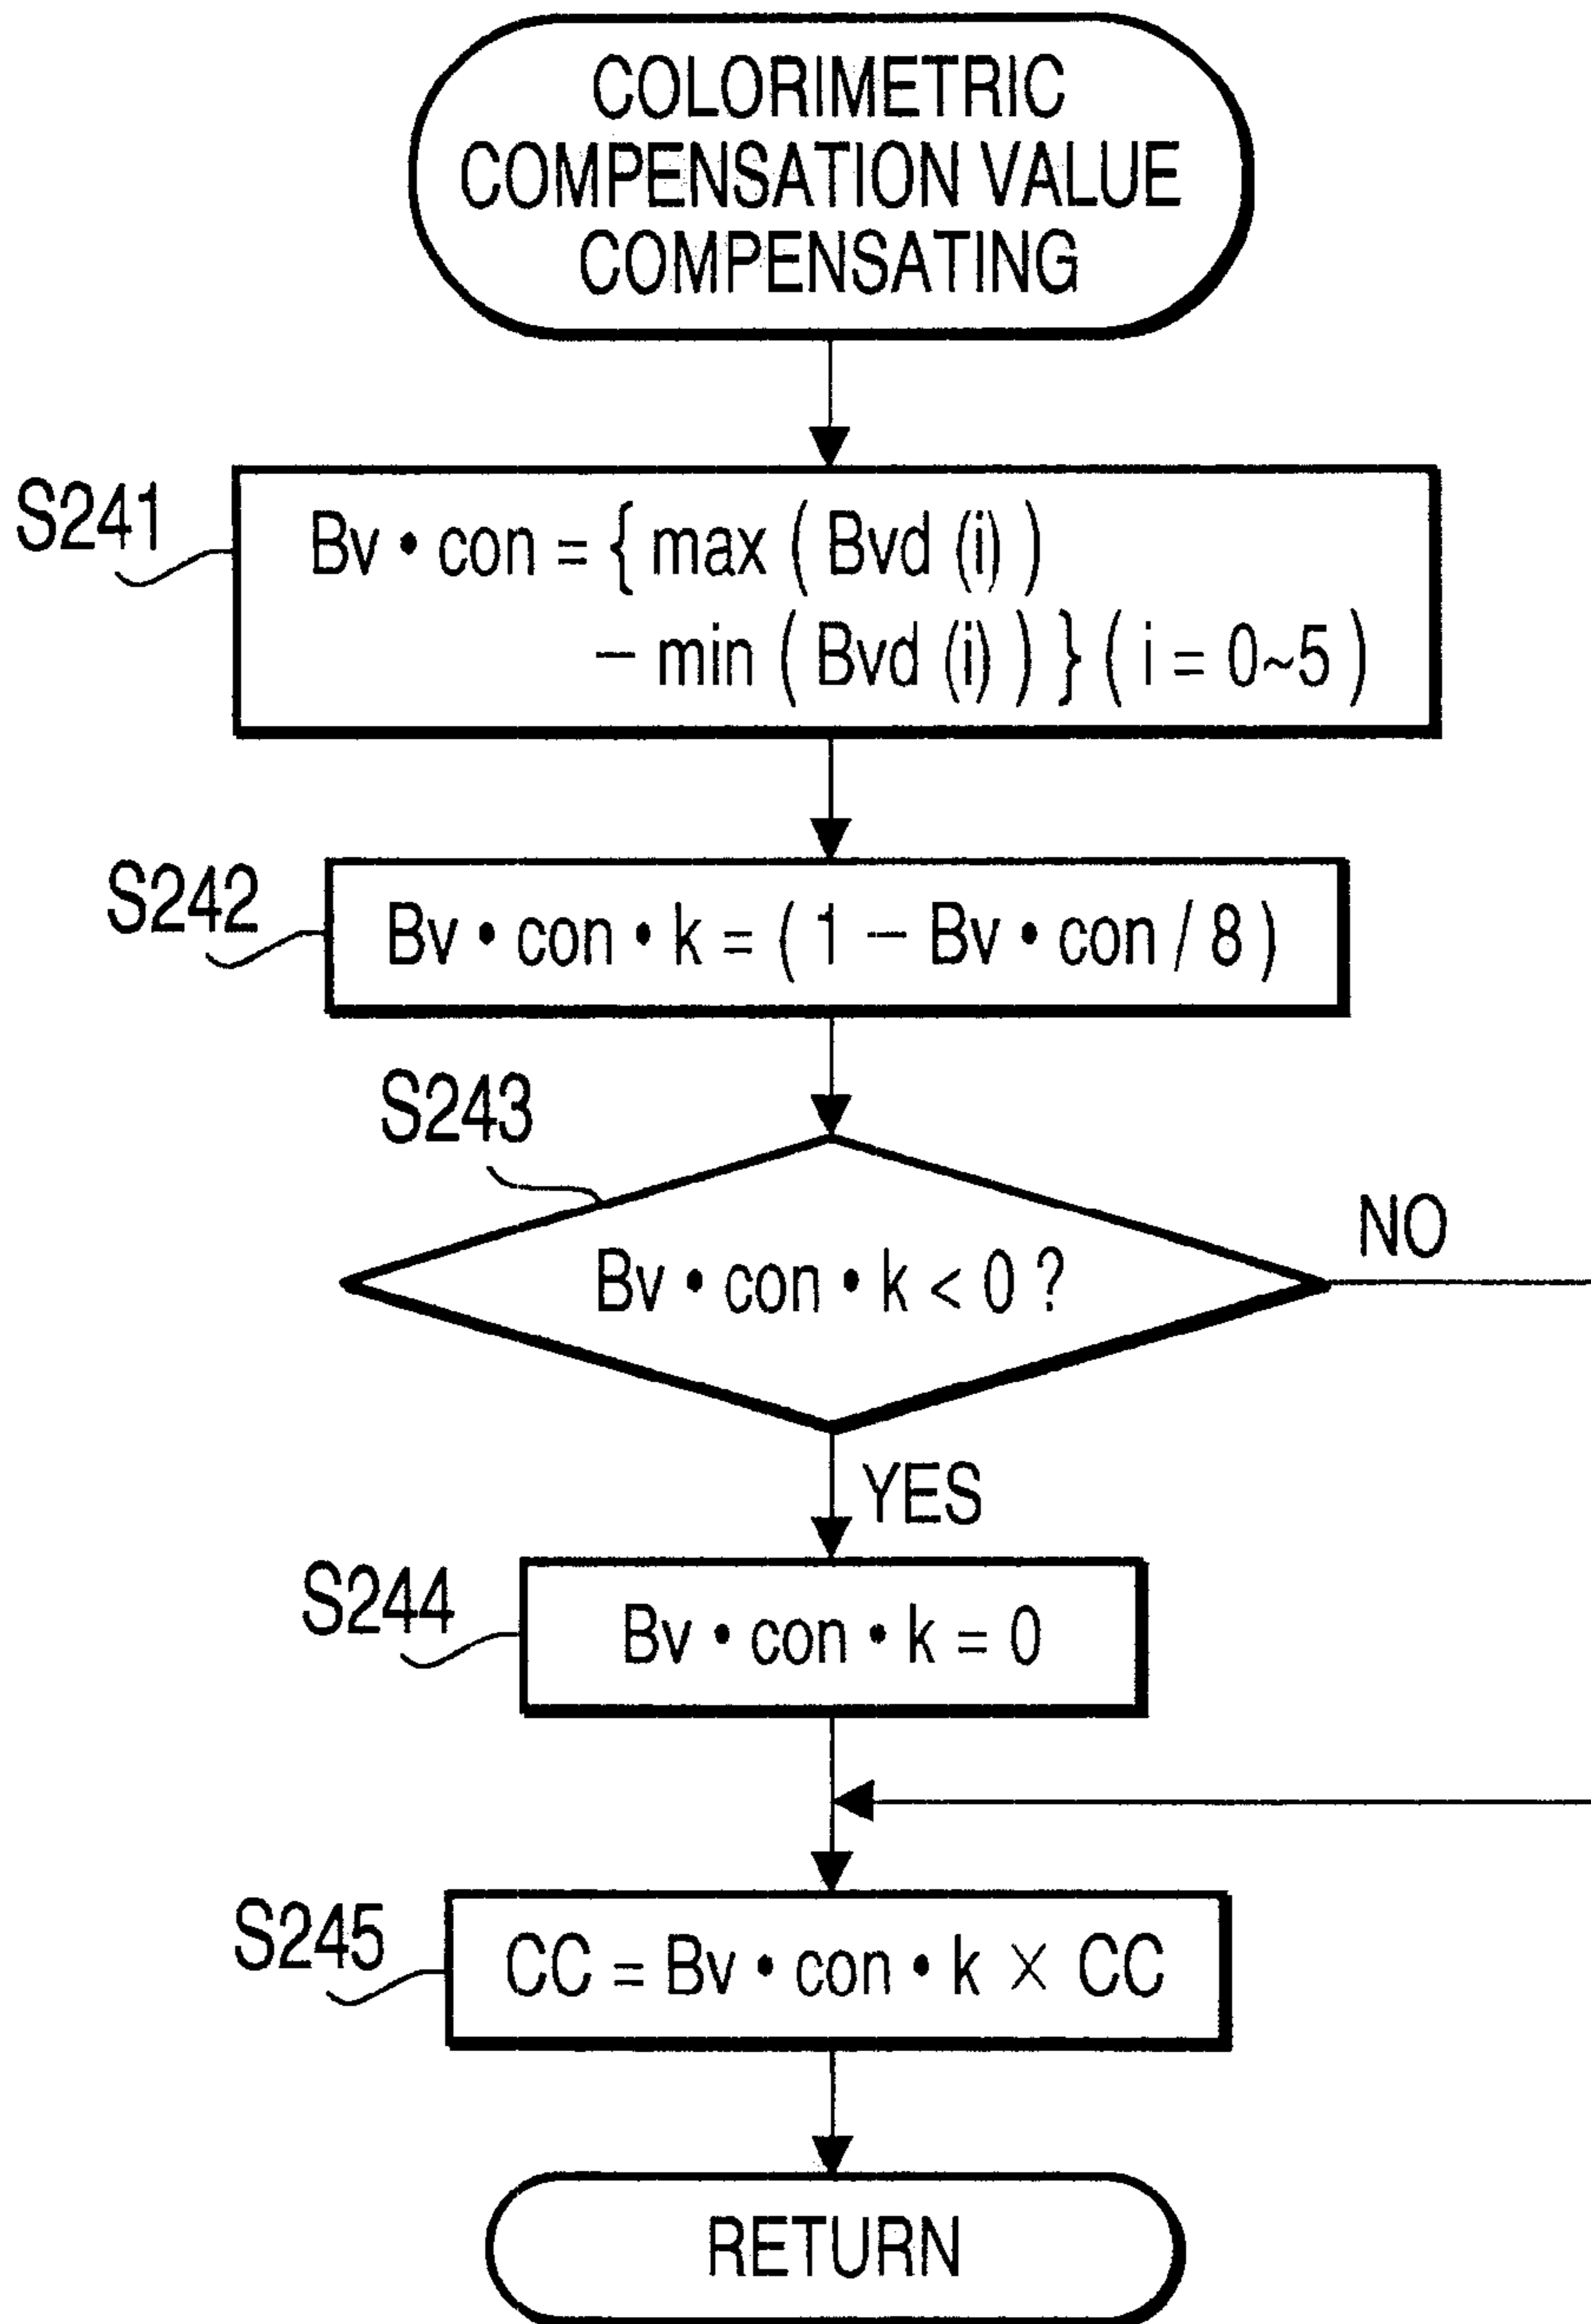 COLORIMETRIC
COMPENSATION VALUE
COMPENSATING
S241
Bv • con = { max ( Bvd (i) )
− min ( Bvd (i) ) } ( i = 0~5 )
S242
Bv • con • k = ( 1 − Bv • con / 8 )
S243
Bv • con • k < 0 ?
NO
YES
S244
Bv • con • k = 0
S245
CC = Bv • con • k × CC
RETURN